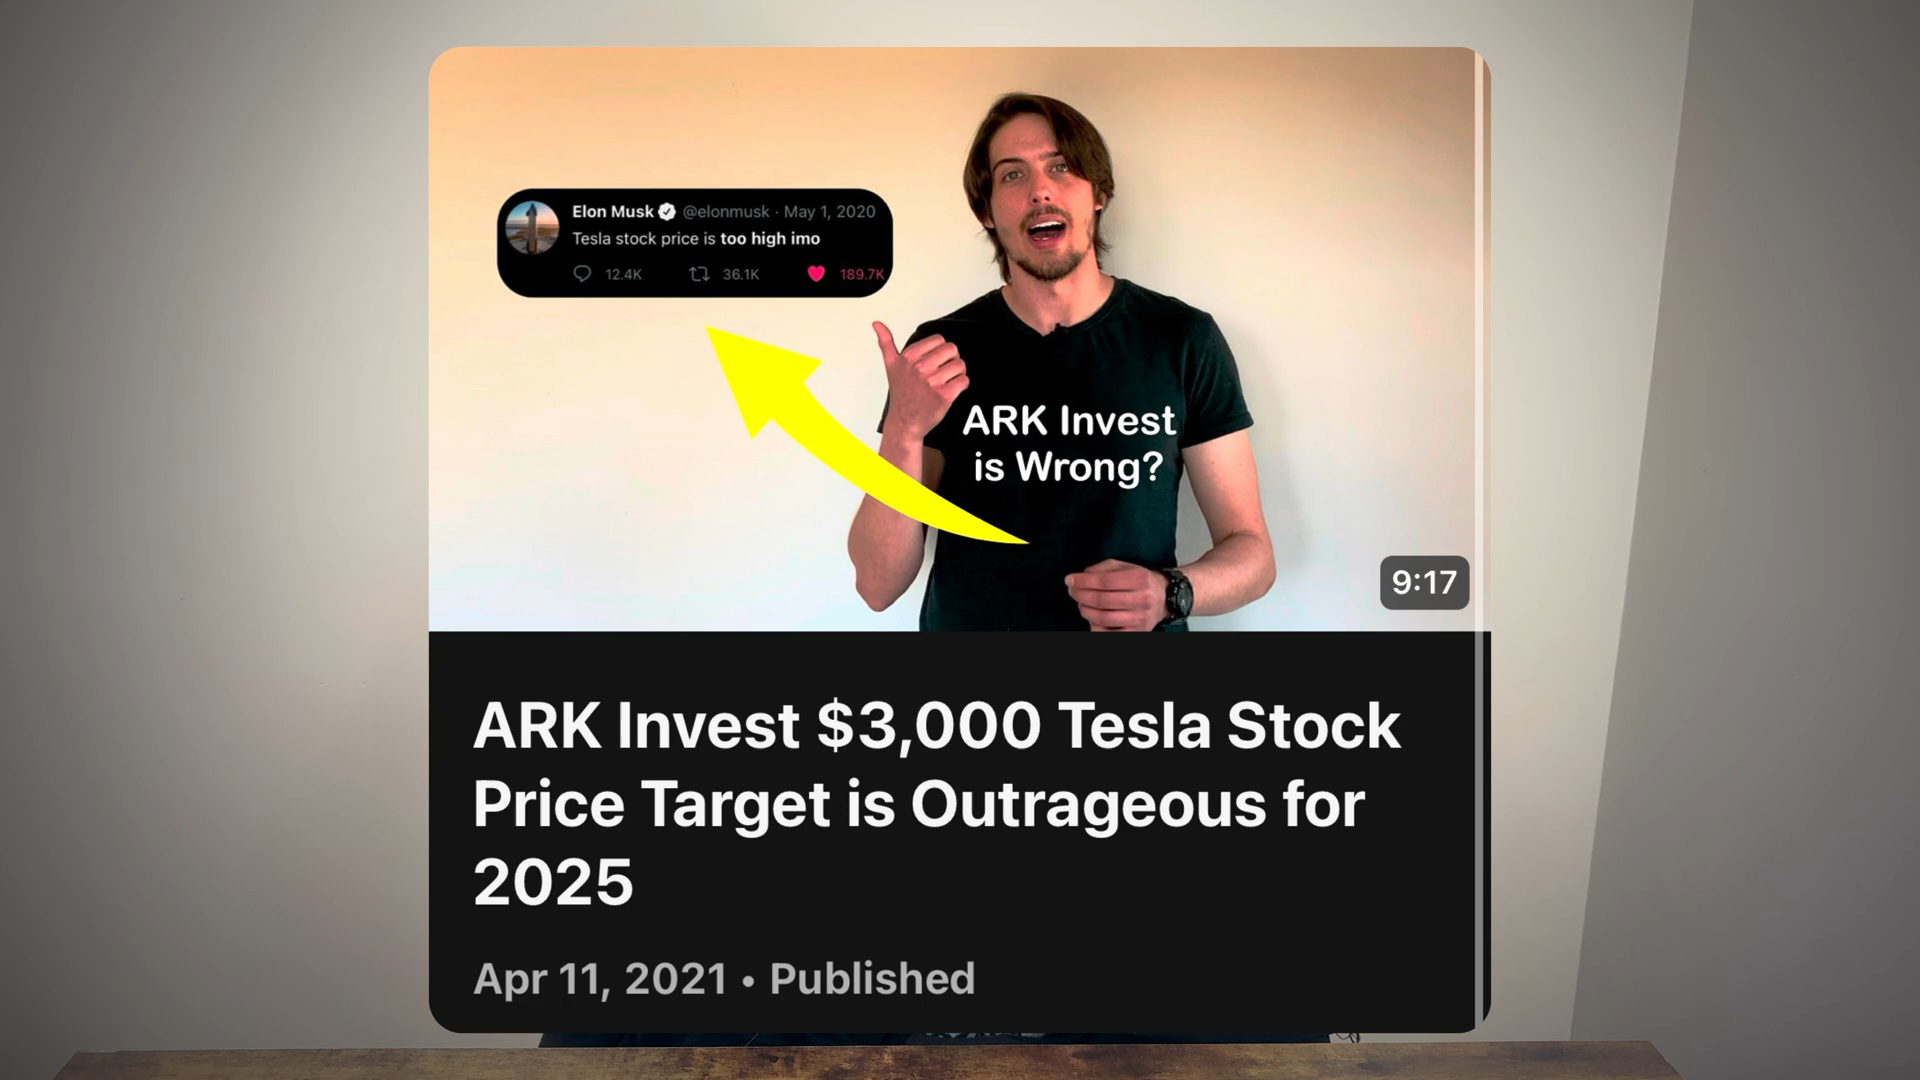 Elon Musk @elonmusk · May 1, 2020
Tesla stock price is too high imo
12.4K 36.1K 189.7K
ARK Invest
is Wrong?
9:17
ARK Invest $3,000 Tesla Stock
Price Target is Outrageous for
2025
Apr 11, 2021 • Published